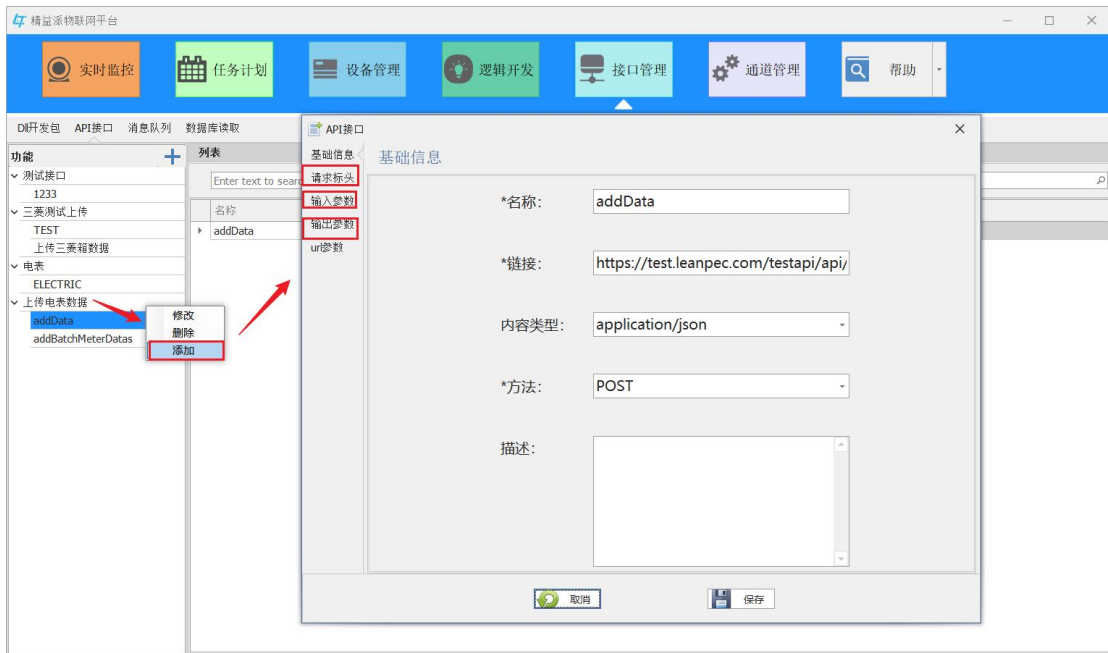 精益派物联网平台
实时监控 任务计划 设备管理 逻辑开发 接口管理 通道管理 帮助
Dll开发包 API接口 消息队列 数据库读取
功能
测试接口
1233
三菱测试上传
TEST
上传三菱箱数据
电表
ELECTRIC
上传电表数据
addData
addBatchMeterDatas
修改
删除
添加
列表
Enter text to sear
名称
addData
API接口
基础信息
请求标头
输入参数
输出参数
url参数
基础信息
*名称: addData
*链接: https://test.leanpec.com/testapi/api/
内容类型: application/json
*方法: POST
描述:
取消 保存